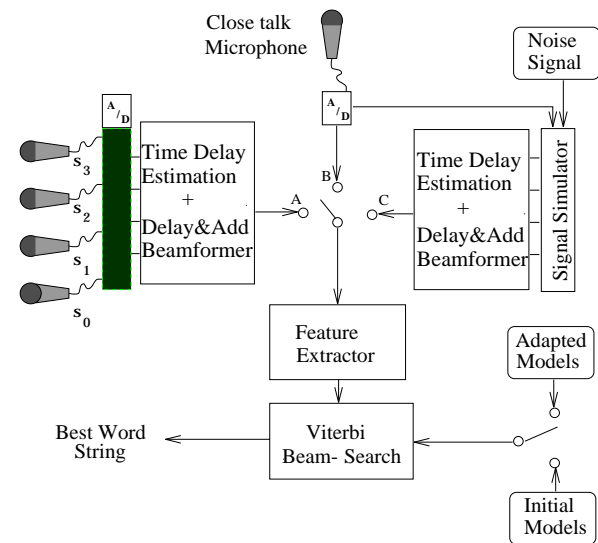 Close talk
Microphone
Noise
Signal
A/D
A/D
s3
s2
s1
s0
Time Delay
Estimation
+
Delay&Add
Beamformer
A
B
C
Time Delay
Estimation
+
Delay&Add
Beamformer
Signal Simulator
Feature
Extractor
Adapted
Models
Best Word
String
Viterbi
Beam- Search
Initial
Models